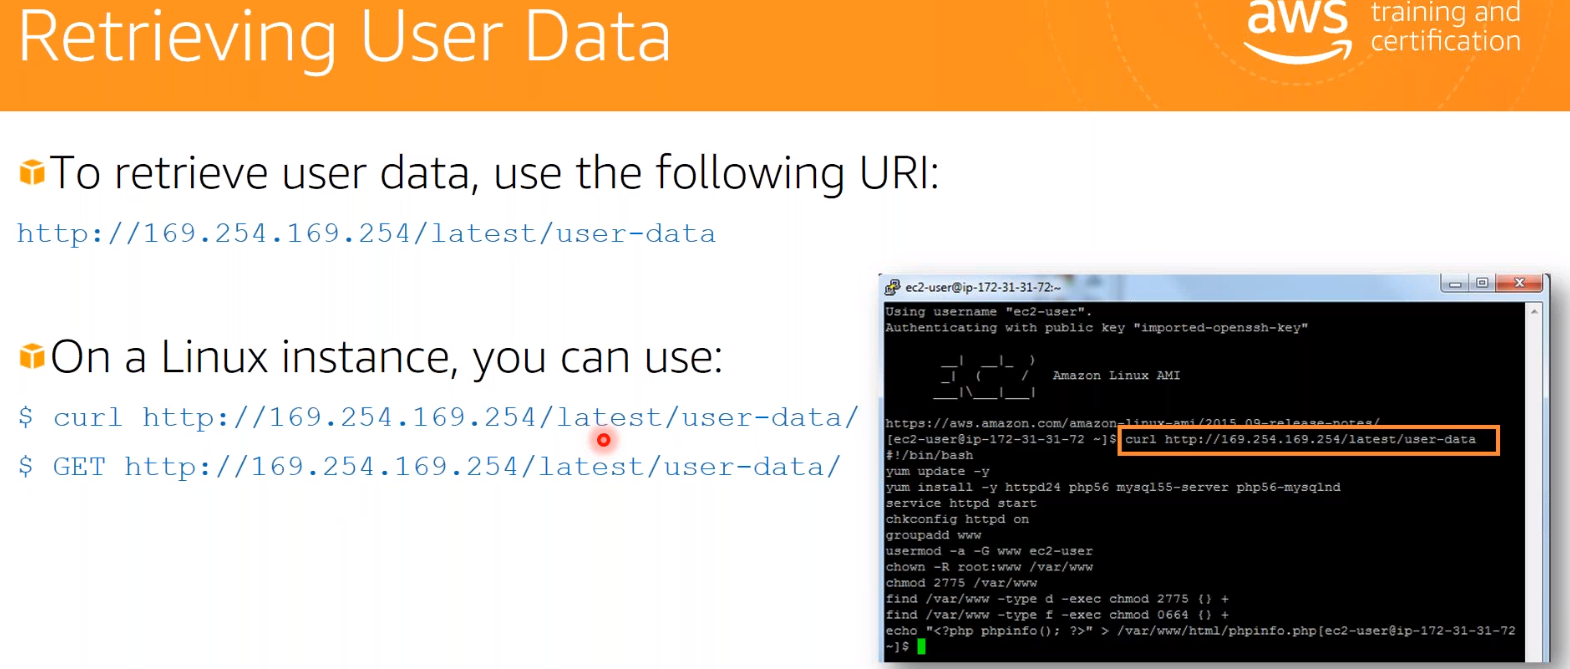 Retrieving User Data
aws training and
certification
To retrieve user data, use the following URI:
http://169.254.169.254/latest/user-data
On a Linux instance, you can use:
$ curl http://169.254.169.254/latest/user-data/
$ GET http://169.254.169.254/latest/user-data/
ec2-user@ip-172-31-31-72:~
Using username "ec2-user".
Authenticating with public key "imported-openssh-key"
__|  __|_  )
_|  (     /   Amazon Linux AMI
___|\___|___|
https://aws.amazon.com/amazon-linux-ami/2015.09-release-notes/
[ec2-user@ip-172-31-31-72 ~]$ curl http://169.254.169.254/latest/user-data
#!/bin/bash
yum update -y
yum install -y httpd24 php56 mysql55-server php56-mysqlnd
service httpd start
chkconfig httpd on
groupadd www
usermod -a -G www ec2-user
chown -R root:www /var/www
chmod 2775 /var/www
find /var/www -type d -exec chmod 2775 {} +
find /var/www -type f -exec chmod 0664 {} +
echo "<?php phpinfo(); ?>" > /var/www/html/phpinfo.php[ec2-user@ip-172-31-31-72
~]$